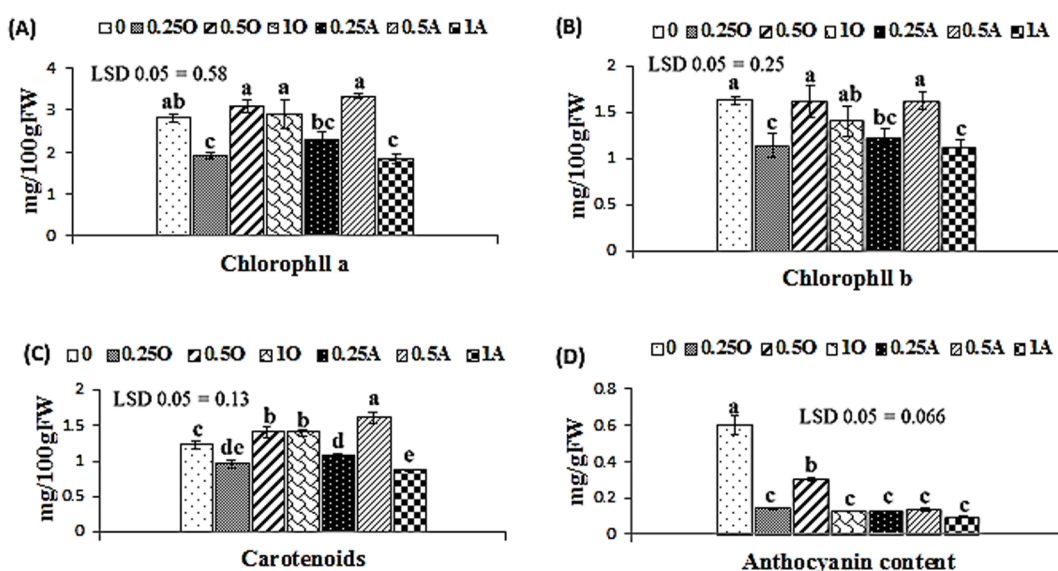 (A) 0 0.25O 0.5O 1O 0.25A 0.5A 1A
LSD 0.05 = 0.58
mg/100gFW
4
3
2
1
0
ab c a a bc a c
Chlorophll a
(B) 0 0.25O 0.5O 1O 0.25A 0.5A 1A
LSD 0.05 = 0.25
mg/100gFW
2
1.5
1
0.5
0
a c a ab bc a c
Chlorophll b
(C) 0 0.25O 0.5O 1O 0.25A 0.5A 1A
LSD 0.05 = 0.13
mg/100gFW
2
1.5
1
0.5
0
c de b b d a e
Carotenoids
(D) 0 0.25O 0.5O 1O 0.25A 0.5A 1A
LSD 0.05 = 0.066
mg/gFW
0.8
0.6
0.4
0.2
0
a c b c c c c
Anthocyanin content